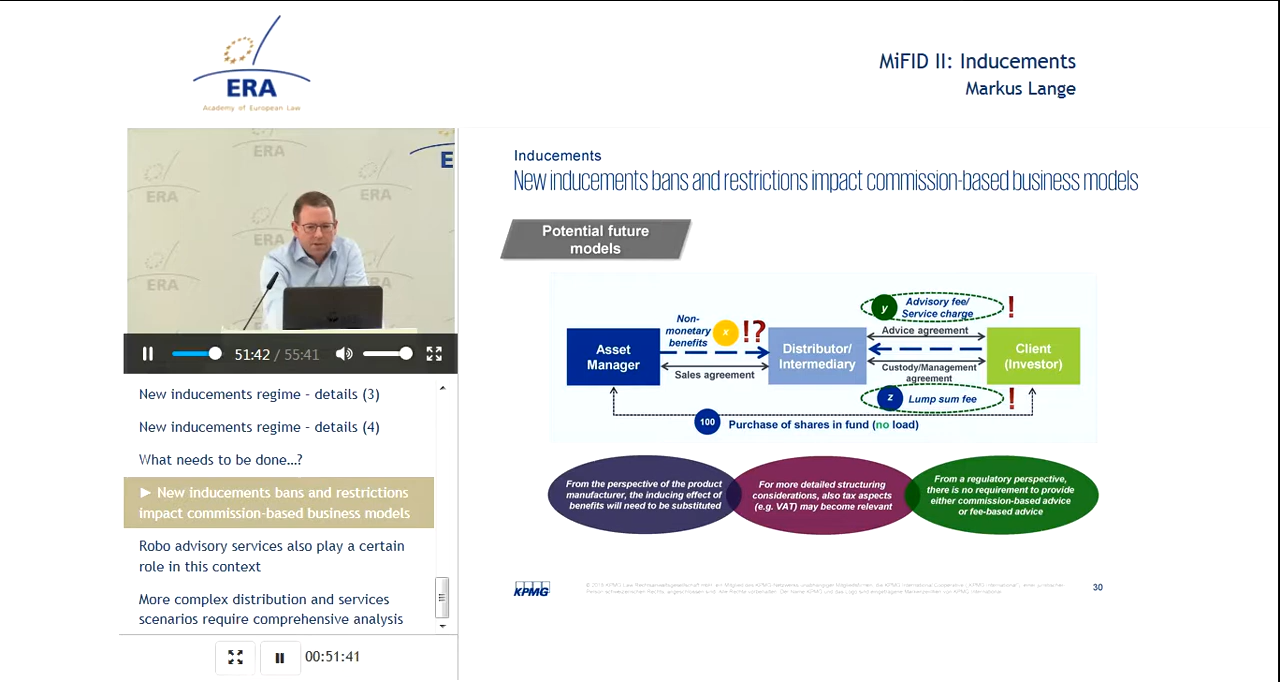 ERA
Academy of European Law
MiFID II: Inducements
Markus Lange
ERA
ERA
ERA
ERA
ERA
ERA
E
51:42 / 55:41
New inducements regime - details (3)
New inducements regime - details (4)
What needs to be done…?
► New inducements bans and restrictions
impact commission-based business models
Robo advisory services also play a certain
role in this context
More complex distribution and services
scenarios require comprehensive analysis
00:51:41
Inducements
New inducements bans and restrictions impact commission-based business models
Potential future
models
Non-
monetary
benefits
x
!?
y
Advisory fee/
Service charge
!
Asset
Manager
Sales agreement
Distributor/
Intermediary
Advice agreement
Custody/Management
agreement
Client
(Investor)
z
Lump sum fee
!
100
Purchase of shares in fund (no load)
From the perspective of the product
manufacturer, the inducing effect of
benefits will need to be substituted
For more detailed structuring
considerations, also tax aspects
(e.g. VAT) may become relevant
From a regulatory perspective,
there is no requirement to provide
either commission-based advice
or fee-based advice
KPMG
30